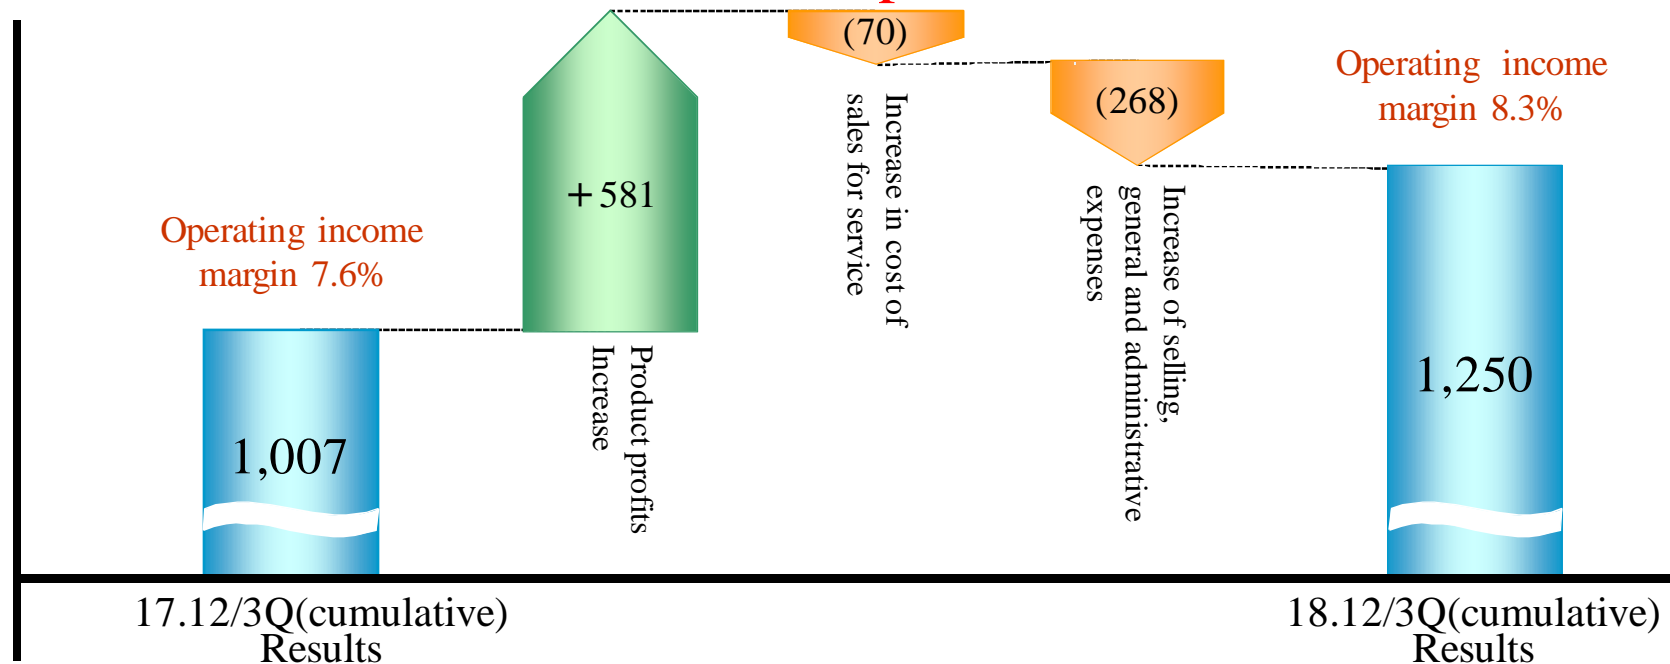 (70)
Increase in cost of
sales for service
(268)
Increase of selling,
general and administrative
expenses
Operating income
margin 8.3%
+581
Product profits
Increase
Operating income
margin 7.6%
1,007
1,250
17.12/3Q(cumulative)
Results
18.12/3Q(cumulative)
Results